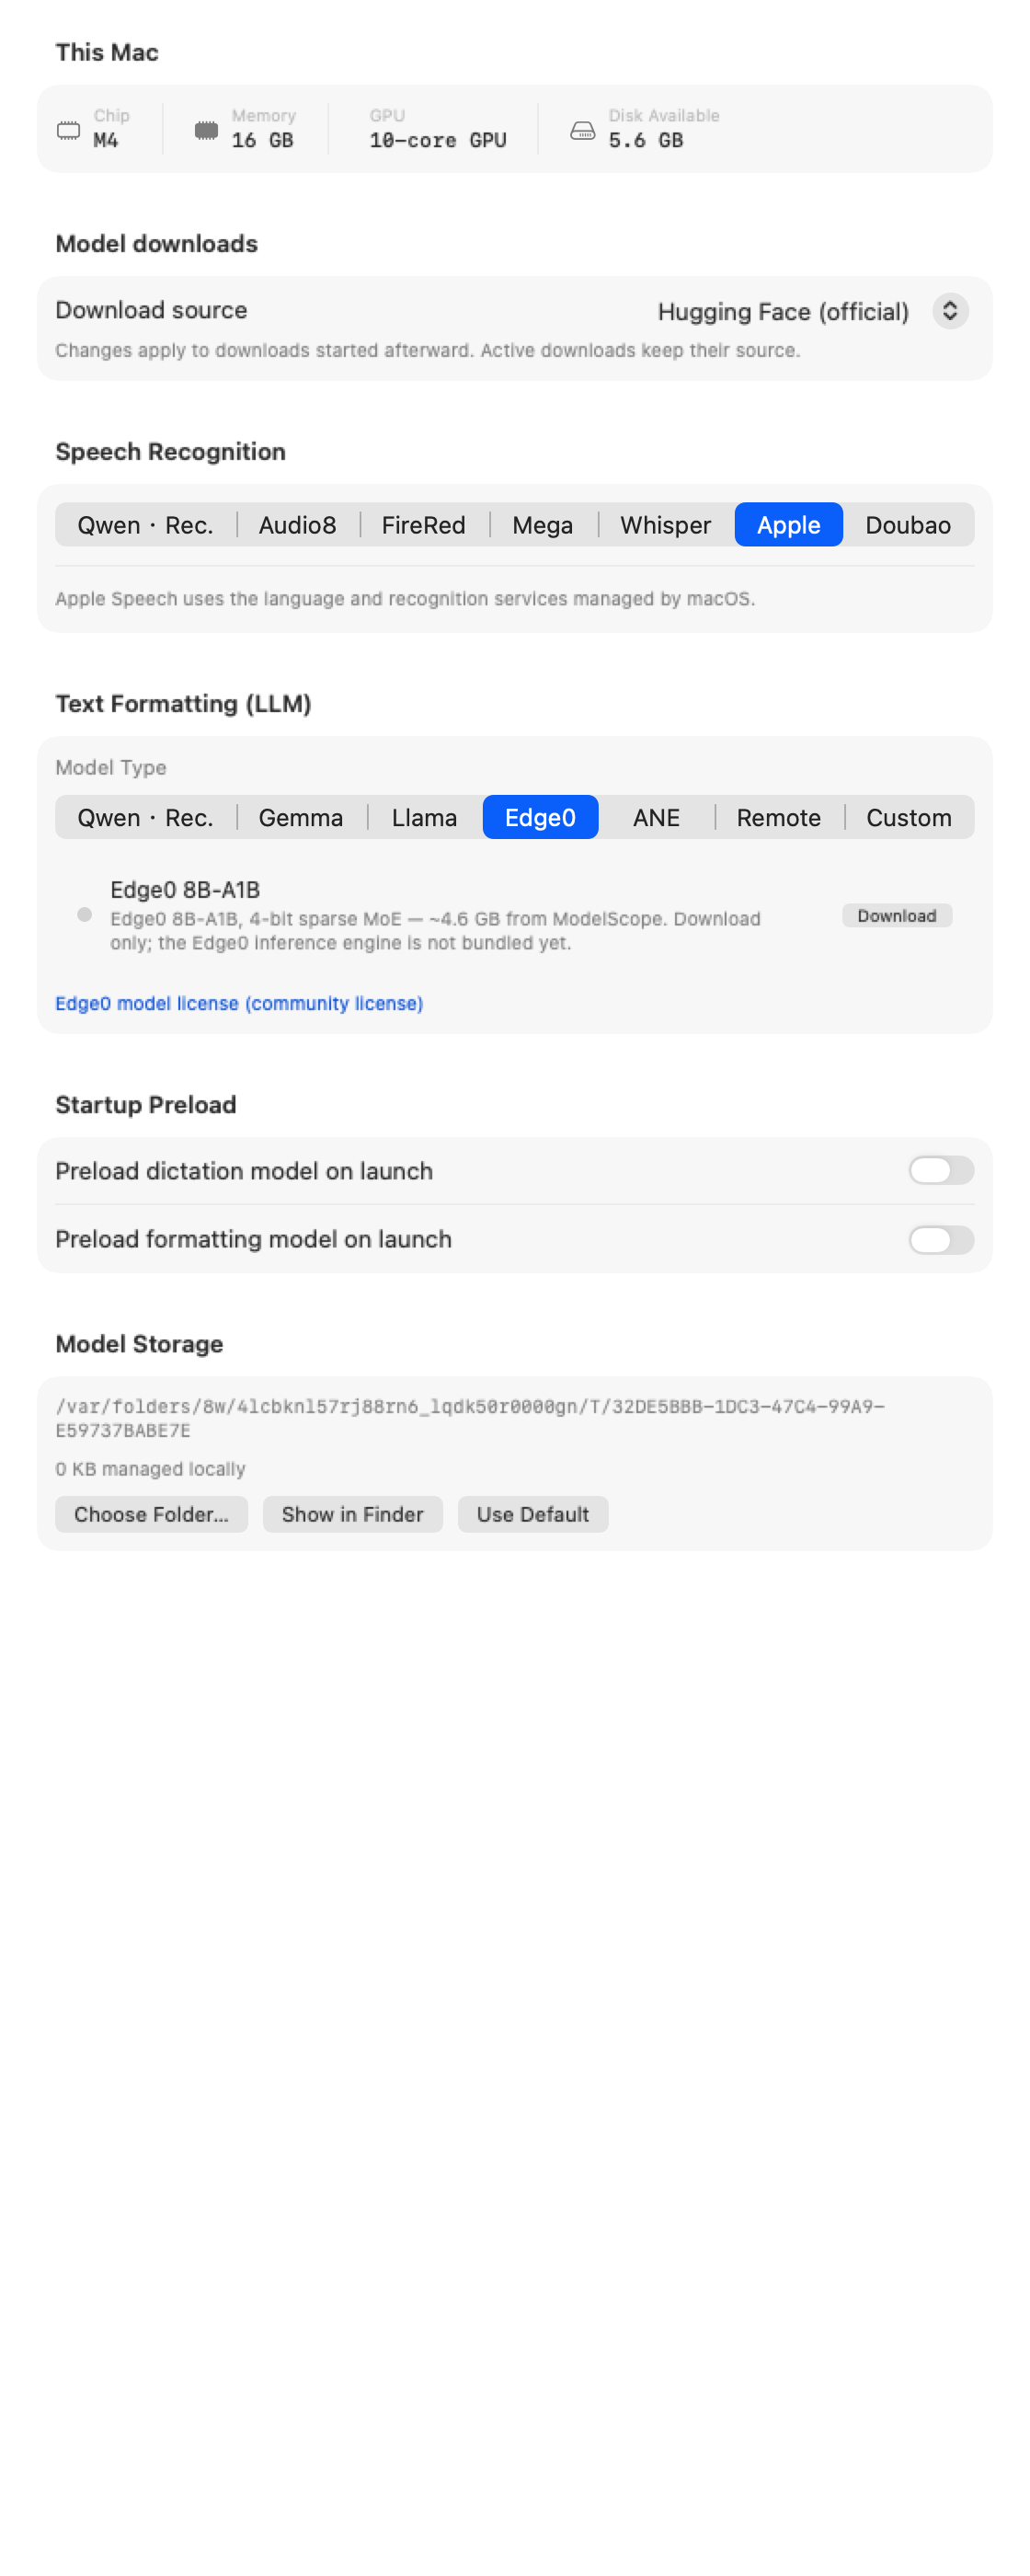 This Mac
Chip
M4
Memory
16 GB
GPU
10-core GPU
Disk Available
5.6 GB
Model downloads
Download source
Hugging Face (official)
Changes apply to downloads started afterward. Active downloads keep their source.
Speech Recognition
Qwen · Rec.
Audio8
FireRed
Mega
Whisper
Apple
Doubao
Apple Speech uses the language and recognition services managed by macOS.
Text Formatting (LLM)
Model Type
Qwen · Rec.
Gemma
Llama
Edge0
ANE
Remote
Custom
Edge0 8B-A1B
Edge0 8B-A1B, 4-bit sparse MoE — ~4.6 GB from ModelScope. Download
only; the Edge0 inference engine is not bundled yet.
Download
Edge0 model license (community license)
Startup Preload
Preload dictation model on launch
Preload formatting model on launch
Model Storage
/var/folders/8w/4lcbknl57rj88rn6_lqdk50r0000gn/T/32DE5BBB-1DC3-47C4-99A9-
E59737BABE7E
0 KB managed locally
Choose Folder...
Show in Finder
Use Default